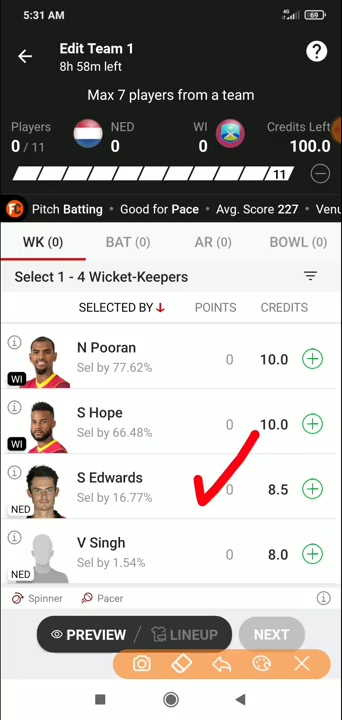 5:31 AM 4G 69
Edit Team 1 ?
8h 58m left
Max 7 players from a team
Players NED WI Credits Left
0 / 11 0 0 100.0
11
FC Pitch Batting • Good for Pace • Avg. Score 227 • Venu
WK (0) BAT (0) AR (0) BOWL (0)
Select 1 - 4 Wicket-Keepers
SELECTED BY POINTS CREDITS
i N Pooran
Sel by 77.62% 0 10.0
WI
i S Hope
Sel by 66.48% 0 10.0
WI
i S Edwards
Sel by 16.77% 0 8.5
NED
i V Singh
Sel by 1.54% 0 8.0
NED
Spinner Pacer i
PREVIEW / LINEUP NEXT